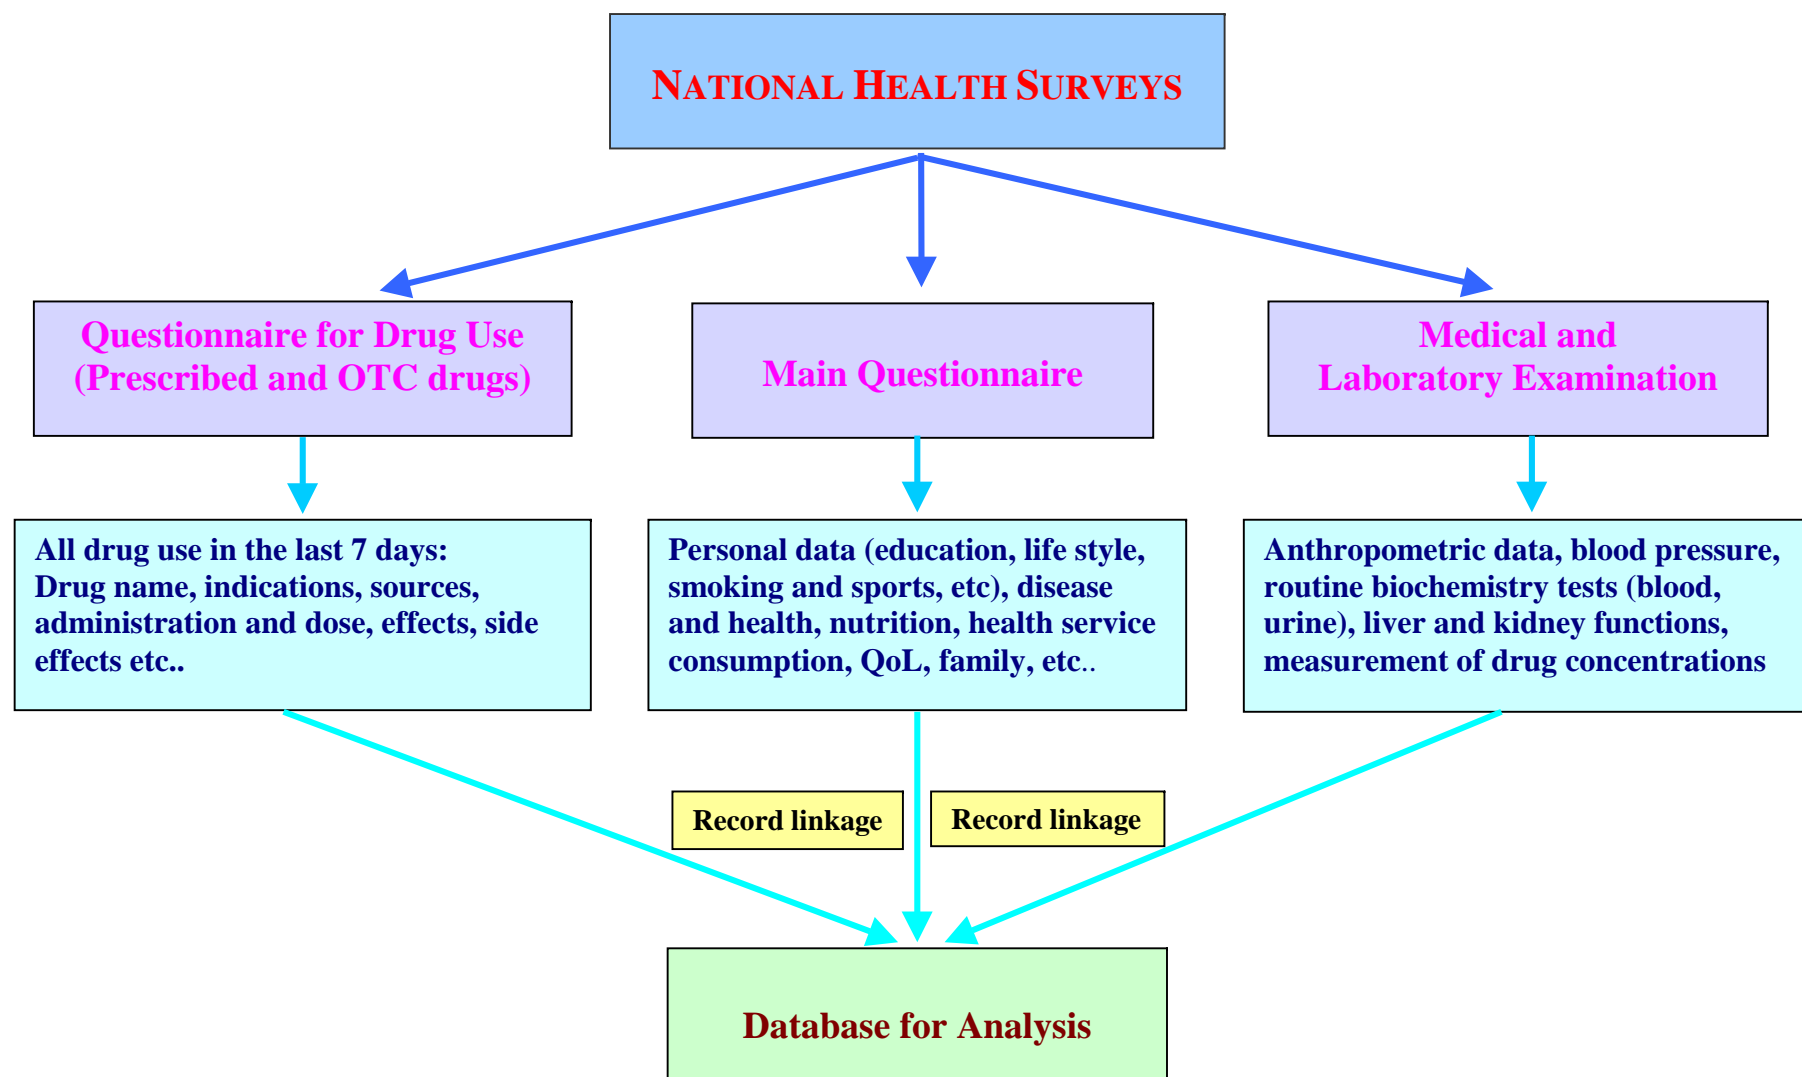 NATIONAL HEALTH SURVEYS
Questionnaire for Drug Use
(Prescribed and OTC drugs)
Main Questionnaire
Medical and
Laboratory Examination
All drug use in the last 7 days:
Drug name, indications, sources,
administration and dose, effects, side
effects etc..
Personal data (education, life style,
smoking and sports, etc), disease
and health, nutrition, health service
consumption, QoL, family, etc..
Anthropometric data, blood pressure,
routine biochemistry tests (blood,
urine), liver and kidney functions,
measurement of drug concentrations
Record linkage
Record linkage
Database for Analysis